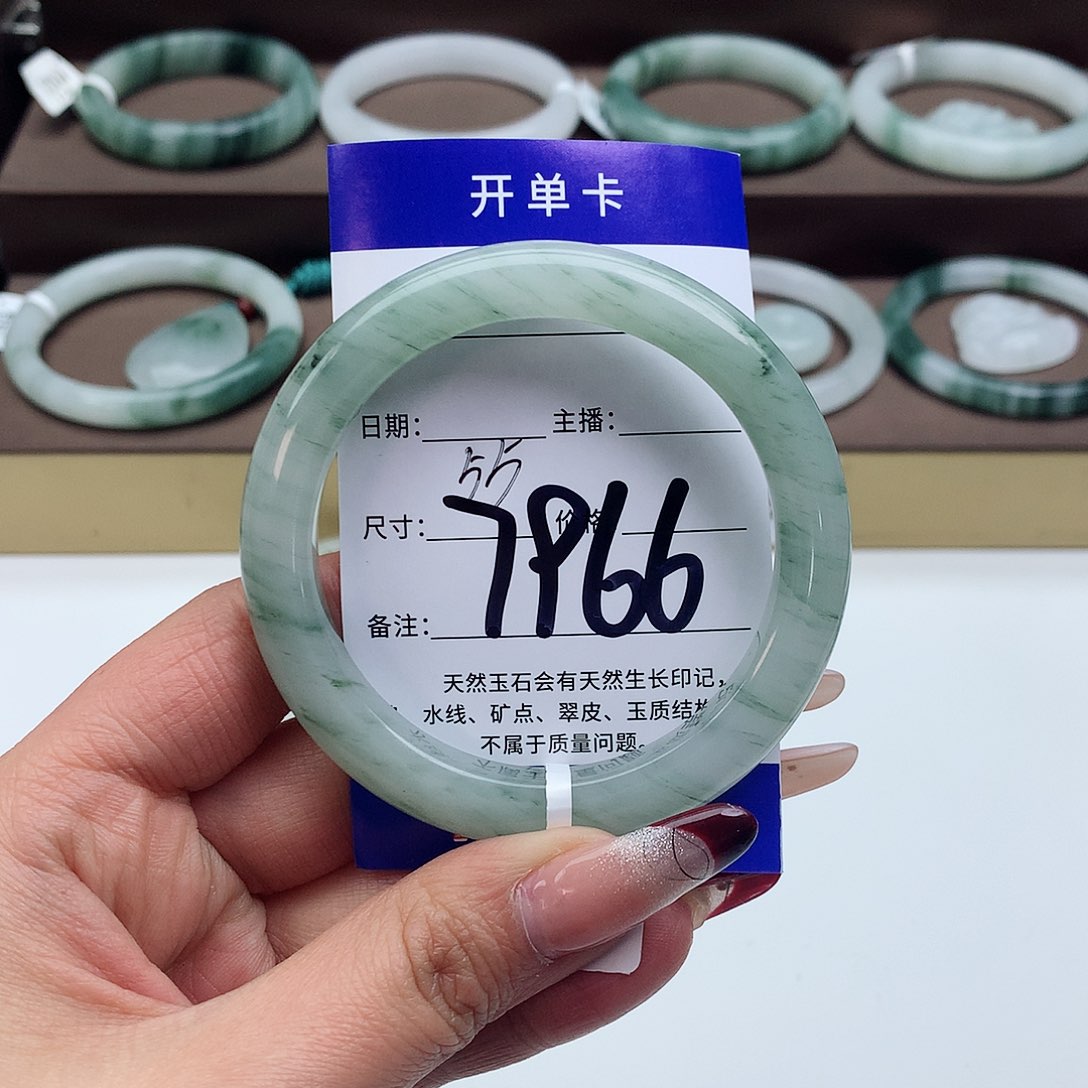 开单卡
日期： 主播：
55
尺寸： 价格
7966
备注：
天然玉石会有天然生长印记，
水线、矿点、翠皮、玉质结构
不属于质量问题。